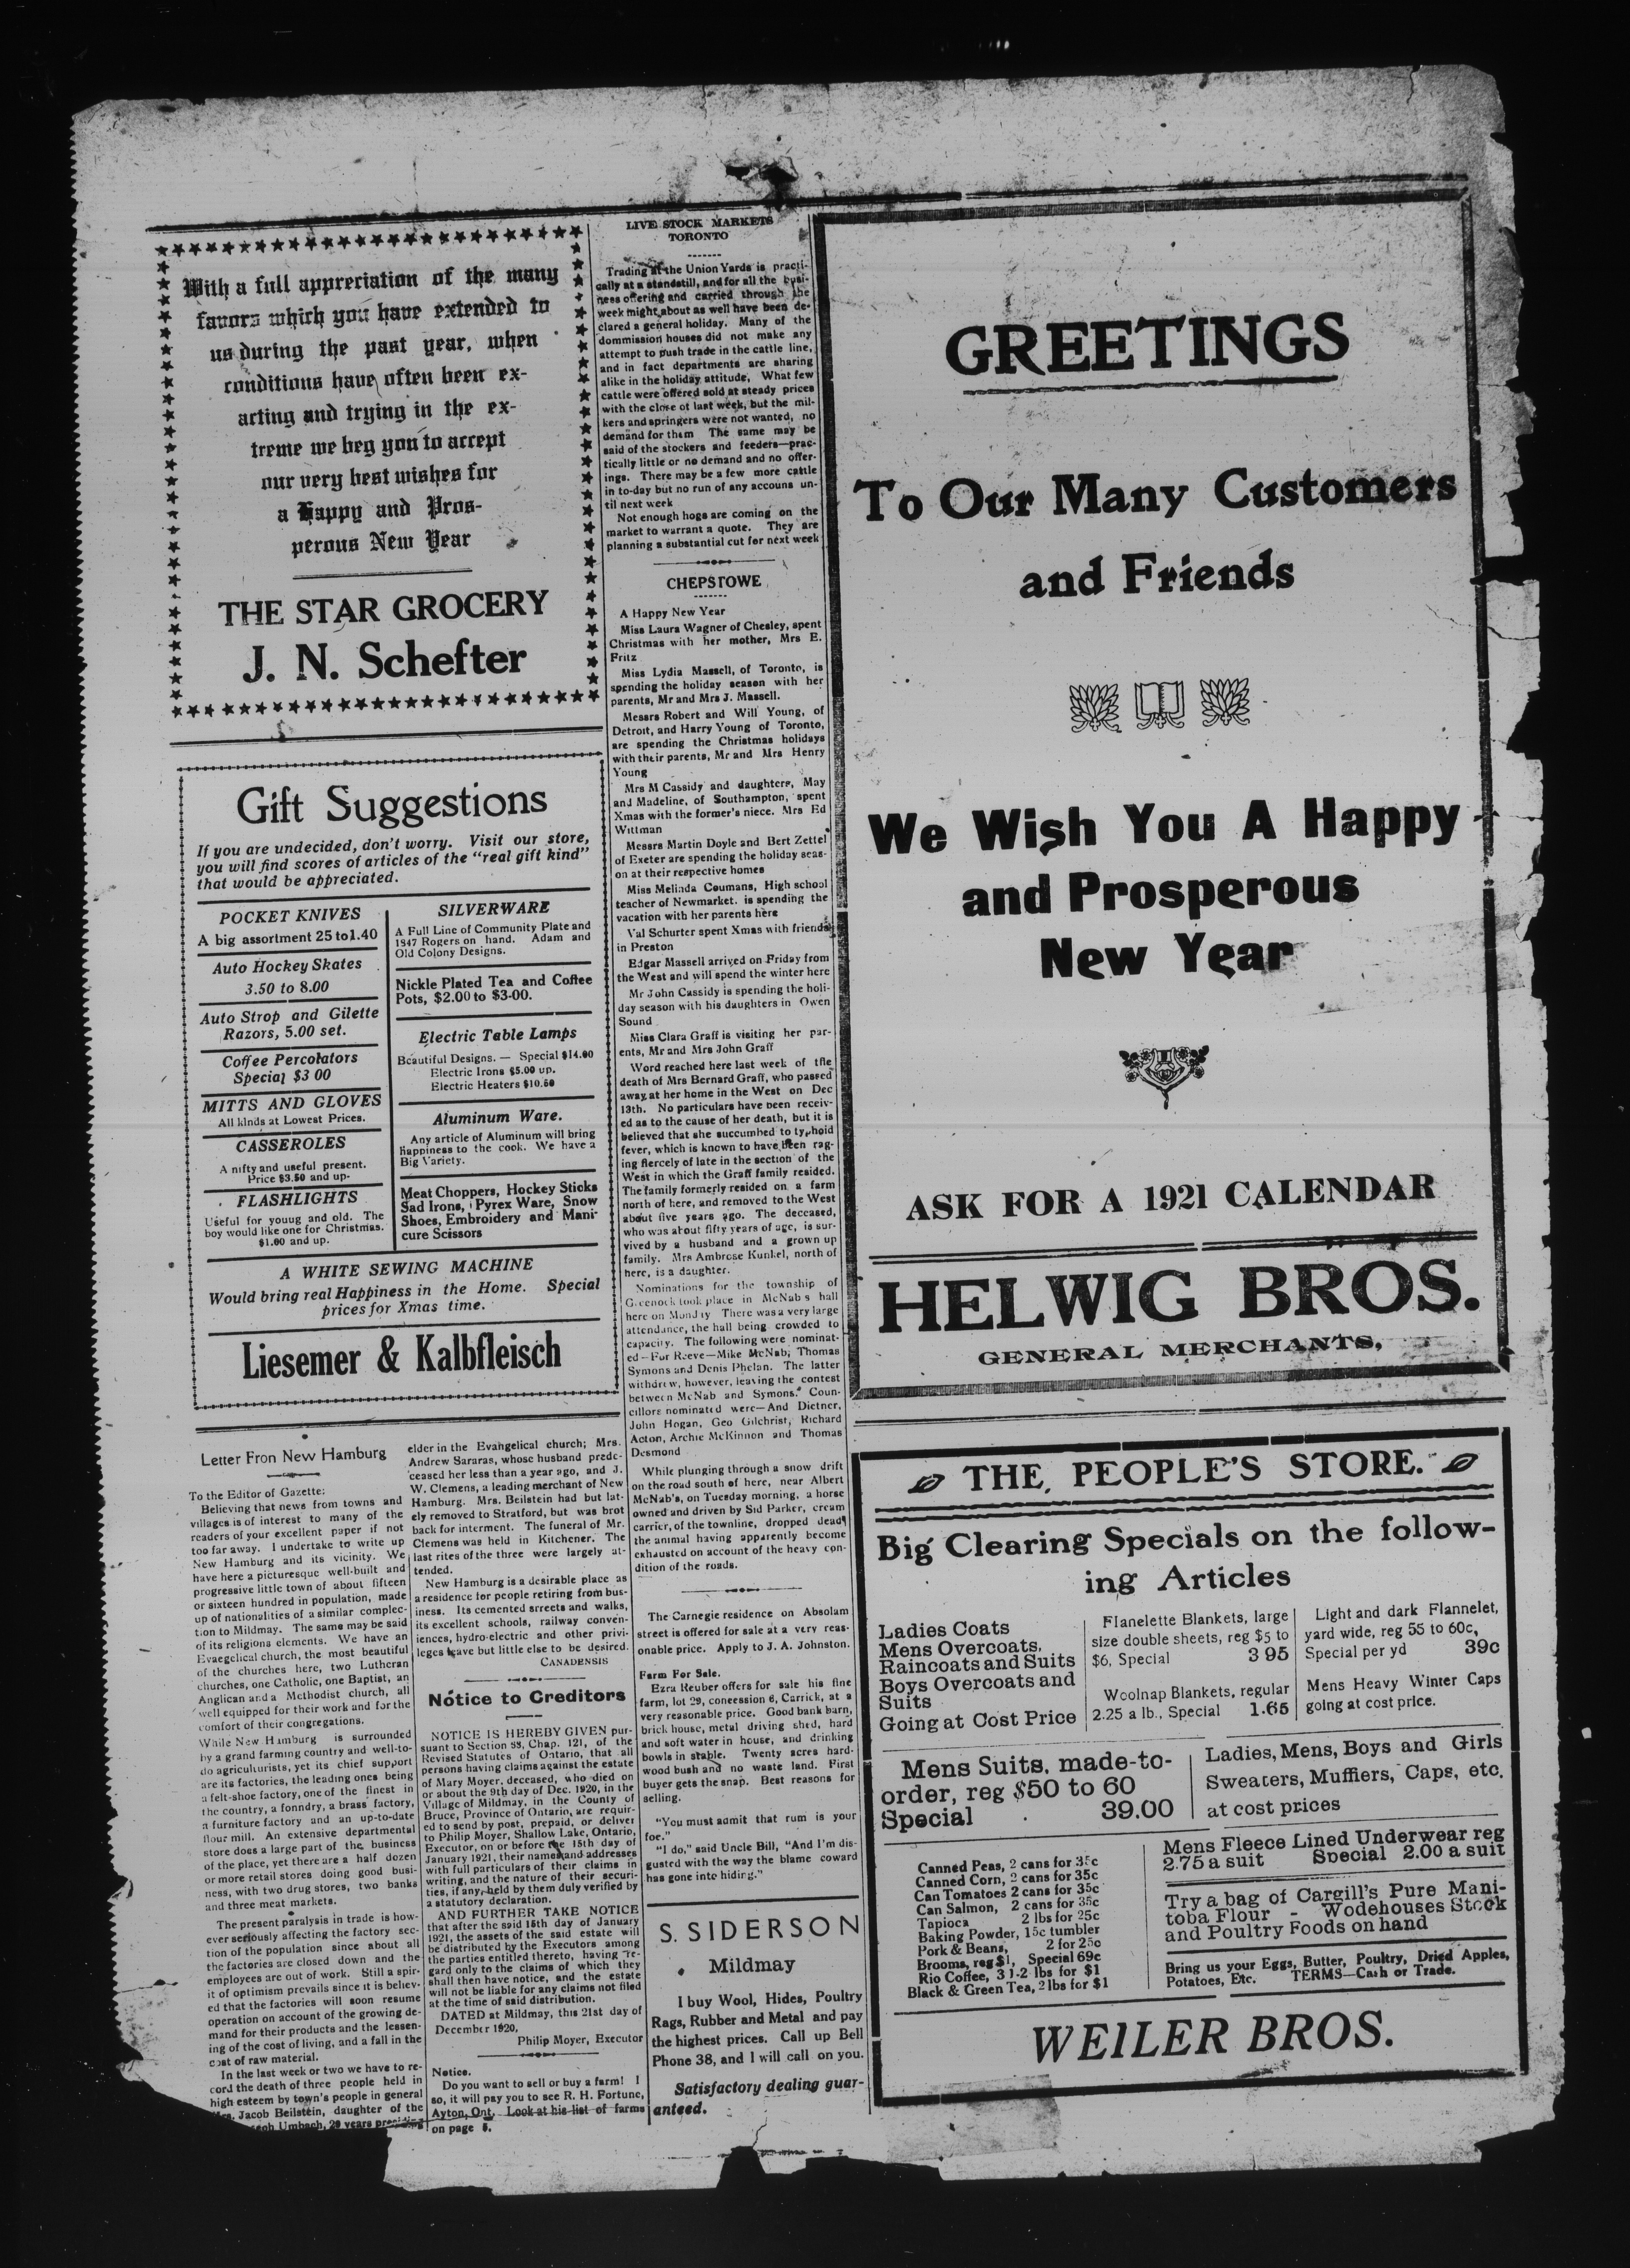 With a full appreciation of the many
favors which you have extended to
us during the past year, when
conditions have often been ex-
acting and trying in the ex-
treme we beg you to accept
our very best wishes for
a Happy and Pros-
perous New Year
THE STAR GROCERY
J. N. Schefter
Gift Suggestions
If you are undecided, don't worry. Visit our store,
you will find scores of articles of the "real gift kind"
that would be appreciated.
POCKET KNIVES
A big assortment 25 to1.40
Auto Hockey Skates
3.50 to 8.00
Auto Strop and Gilette
Razors, 5.00 set.
Coffee Percolators
Special $3 00
MITTS AND GLOVES
All kinds at Lowest Prices.
CASSEROLES
A nifty and useful present.
Price $3.50 and up-
FLASHLIGHTS
Useful for youug and old. The
boy would like one for Christmas.
$1.00 and up.
SILVERWARE
A Full Line of Community Plate and
1847 Rogers on hand. Adam and
Old Colony Designs.
Nickle Plated Tea and Coffee
Pots, $2.00 to $3-00.
Electric Table Lamps
Beautiful Designs. — Special $14.00
Electric Irons $5.00 up.
Electric Heaters $10.50
Aluminum Ware.
Any article of Aluminum will bring
happiness to the cook. We have a
Big Variety.
Meat Choppers, Hockey Sticks
Sad Irons, Pyrex Ware, Snow
Shoes, Embroidery and Mani-
cure Scissors
A WHITE SEWING MACHINE
Would bring real Happiness in the Home. Special
prices for Xmas time.
Liesemer & Kalbfleisch
Letter Fron New Hamburg
To the Editor of Gazette:
Believing that news from towns and
villages is of interest to many of the
readers of your excellent paper if not
too far away. I undertake to write up
New Hamburg and its vicinity. We
have here a picturesque well-built and
progressive little town of about fifteen
or sixteen hundred in population, made
up of nationalities of a similar complec-
tion to Mildmay. The same may be said
of its religions elements. We have an
Evaegelical church, the most beautiful
of the churches here, two Lutheran
churches, one Catholic, one Baptist, an
Anglican and a Methodist church, all
well equipped for their work and for the
comfort of their congregations.
While New Hamburg is surrounded
by a grand farming country and well-to-
do agriculturists, yet its chief support
are its factories, the leading ones being
a felt-shoe factory, one of the finest in
the country, a fonndry, a brass factory,
a furniture factory and an up-to-date
flour mill. An extensive departmental
store does a large part of the business
of the place, yet there are a half dozen
or more retail stores doing good busi-
ness, with two drug stores, two banks
and three meat markets.
The present paralysis in trade is how-
ever seriously affecting the factory sec-
tion of the population since about all
the factories are closed down and the
employees are out of work. Still a spir-
it of optimism prevails since it is believ-
ed that the factories will soon resume
operation on account of the growing de-
mand for their products and the lessen-
ing of the cost of living, and a fall in the
cost of raw material.
In the last week or two we have to re-
cord the death of three people held in
high esteem by town's people in general
Mrs. Jacob Beilstein, daughter of the
Umbach, 29 years presiding
elder in the Evangelical church; Mrs.
Andrew Sararas, whose husband prede-
ceased her less than a year ago, and J.
W. Clemens, a leading merchant of New
Hamburg. Mrs. Beilstein had but lat-
ely removed to Stratford, but was brot
back for interment. The funeral of Mr.
Clemens was held in Kitchener. The
last rites of the three were largely at-
tended.
New Hamburg is a desirable place as
a residence for people retiring from bus-
iness. Its cemented srreets and walks,
its excellent schools, railway conven-
iences, hydro-electric and other privi-
leges leave but little else to be desired.
CANADENSIS
Notice to Creditors
NOTICE IS HEREBY GIVEN pur-
suant to Section 55, Chap. 121, of the
Revised Statutes of Ontario, that all
persons having claims against the estate
of Mary Moyer, deceased, who died on
or about the 9th day of Dec. 1920, in the
Village of Mildmay, in the County of
Bruce, Province of Ontario, are requir-
ed to send by post, prepaid, or deliver
to Philip Moyer, Shallow Lake, Ontario,
Executor, on or before the 15th day of
January 1921, their names and addresses
with full particulars of their claims in
writing, and the nature of their securi-
ties, if any, held by them duly verified by
a statutory declaration.
AND FURTHER TAKE NOTICE
that after the said 15th day of January
1921, the assets of the said estate will
be distributed by the Executors among
the parties entitled thereto, having re-
gard only to the claims of which they
shall then have notice, and the estate
will not be liable for any claims not filed
at the time of said distribution.
DATED at Mildmay, this 21st day of
December 1920,
Philip Moyer, Executor
Notice.
Do you want to sell or buy a farm! I
so, it will pay you to see R. H. Fortune,
Ayton, Ont. Look at his list of farms
on page 5.
LIVE STOCK MARKETS
TORONTO
Trading at the Union Yards is practi-
cally at a standstill, and for all the busi-
ness offering and carried through the
week might about as well have been de-
clared a general holiday. Many of the
dommission houses did not make any
attempt to push trade in the cattle line,
and in fact departments are sharing
alike in the holiday attitude, What few
cattle were offered sold at steady prices
with the close of last week, but the mil-
kers and springers were not wanted, no
demand for them The same may be
said of the stockers and feeders—prac-
tically little or no demand and no offer-
ings. There may be a few more cattle
in to-day but no run of any accouns un-
til next week
Not enough hogs are coming on the
market to warrant a quote. They are
planning a substantial cut for next week
CHEPSTOWE
A Happy New Year
Miss Laura Wagner of Chesley, spent
Christmas with her mother, Mrs E.
Fritz
Miss Lydia Massell, of Toronto, is
spending the holiday season with her
parents, Mr and Mrs J. Massell.
Messrs Robert and Will Young, of
Detroit, and Harry Young of Toronto,
are spending the Christmas holidays
with their parents, Mr and Mrs Henry
Young
Mrs M Cassidy and daughters, May
and Madeline, of Southampton, spent
Xmas with the former's niece. Mrs Ed
Wittman
Messrs Martin Doyle and Bert Zettel
of Exeter are spending the holiday seas-
on at their respective homes
Miss Melinda Coumans, High school
teacher of Newmarket. is spending the
vacation with her parents here
Val Schurter spent Xmas with friends
in Preston
Edgar Massell arrived on Friday from
the West and will spend the winter here
Mr John Cassidy is spending the holi-
day season with his daughters in Owen
Sound
Miss Clara Graff is visiting her par-
ents, Mr and Mrs John Graff
Word reached here last week of the
death of Mrs Bernard Graff, who passed
away at her home in the West on Dec
13th. No particulars have been receiv-
ed as to the cause of her death, but it is
believed that she succumbed to typhoid
fever, which is known to have been rag-
ing fiercely of late in the section of the
West in which the Graff family resided.
The family formerly resided on a farm
north of here, and removed to the West
about five years ago. The deceased,
who was about fifty years of age, is sur-
vived by a husband and a grown up
family. Mrs Ambrose Kunkel, north of
here, is a daughter.
Nominations for the township of
Greenock took place in McNab s hall
here on Monday There was a very large
attendance, the hall being crowded to
capacity. The following were nominat-
ed—For Reeve—Mike McNab; Thomas
Symons and Denis Phelan. The latter
withdrew, however, leaving the contest
between McNab and Symons. Coun-
cillors nominated were—And Dietner,
John Hogan, Geo Gilchrist, Richard
Acton, Archie McKinnon and Thomas
Desmond
While plunging through a snow drift
on the road south of here, near Albert
McNab's, on Tuesday morning, a horse
owned and driven by Sid Parker, cream
carrier, of the townline, dropped dead
the animal having apparently become
exhausted on account of the heavy con-
dition of the roads.
The Carnegie residence on Absolam
street is offered for sale at a very reas-
onable price. Apply to J. A. Johnston.
Farm For Sale.
Ezra Reuber offers for sale his fine
farm, lot 29, concession 6, Carrick, at a
very reasonable price. Good bank barn,
brick house, metal driving shed, hard
and soft water in house, and drinking
bowls in stable. Twenty acres hard-
wood bush and no waste land. First
buyer gets the snap. Best reasons for
selling.
"You must admit that rum is your
foe."
"I do," said Uncle Bill, "And I'm dis-
gusted with the way the blame coward
has gone into hiding."
S. SIDERSON
Mildmay
I buy Wool, Hides, Poultry
Rags, Rubber and Metal and pay
the highest prices. Call up Bell
Phone 38, and I will call on you.
Satisfactory dealing guar-
anteed.
GREETINGS
To Our Many Customers
and Friends
We Wish You A Happy
and Prosperous
New Year
ASK FOR A 1921 CALENDAR
HELWIG BROS.
GENERAL MERCHANTS,
THE PEOPLE'S STORE.
Big Clearing Specials on the follow-
ing Articles
Ladies Coats
Mens Overcoats,
Raincoats and Suits
Boys Overcoats and
Suits
Going at Cost Price
Flanelette Blankets, large
size double sheets, reg $5 to
$6, Special 3 95
Woolnap Blankets, regular
2.25 a lb., Special 1.65
Light and dark Flannelet,
yard wide, reg 55 to 60c,
Special per yd 39c
Mens Heavy Winter Caps
going at cost price.
Mens Suits, made-to-
order, reg $50 to 60
Special 39.00
Ladies, Mens, Boys and Girls
Sweaters, Mufflers, Caps, etc,
at cost prices
Canned Peas, 2 cans for 35c
Canned Corn, 2 cans for 35c
Can Tomatoes 2 cans for 35c
Can Salmon, 2 cans for 35c
Tapioca 2 lbs for 25c
Baking Powder, 15c tumbler
Pork & Beans, 2 for 25c
Brooms, reg $1, Special 69c
Rio Coffee, 3 1-2 lbs for $1
Black & Green Tea, 2 lbs for $1
Mens Fleece Lined Underwear reg
2.75 a suit Special 2.00 a suit
Try a bag of Cargill's Pure Mani-
toba Flour - Wodehouses Stock
and Poultry Foods on hand
Bring us your Eggs, Butter, Poultry, Dried Apples,
Potatoes, Etc. TERMS—Cash or Trade.
WEILER BROS.